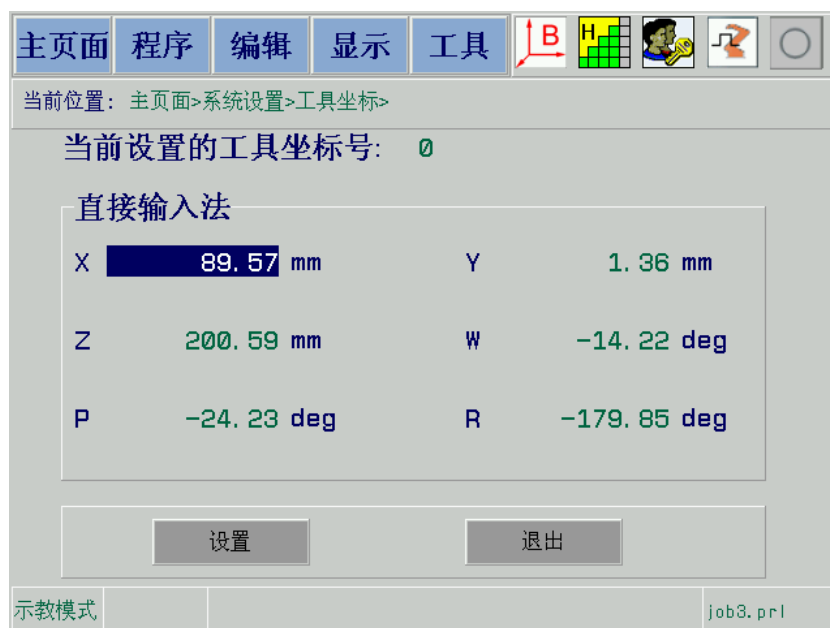 主页面 程序 编辑 显示 工具 B H
当前位置: 主页面>系统设置>工具坐标>
当前设置的工具坐标号: 0
直接输入法
X 89.57 mm Y 1.36 mm
Z 200.59 mm W -14.22 deg
P -24.23 deg R -179.85 deg
设置 退出
示教模式 job3.prl